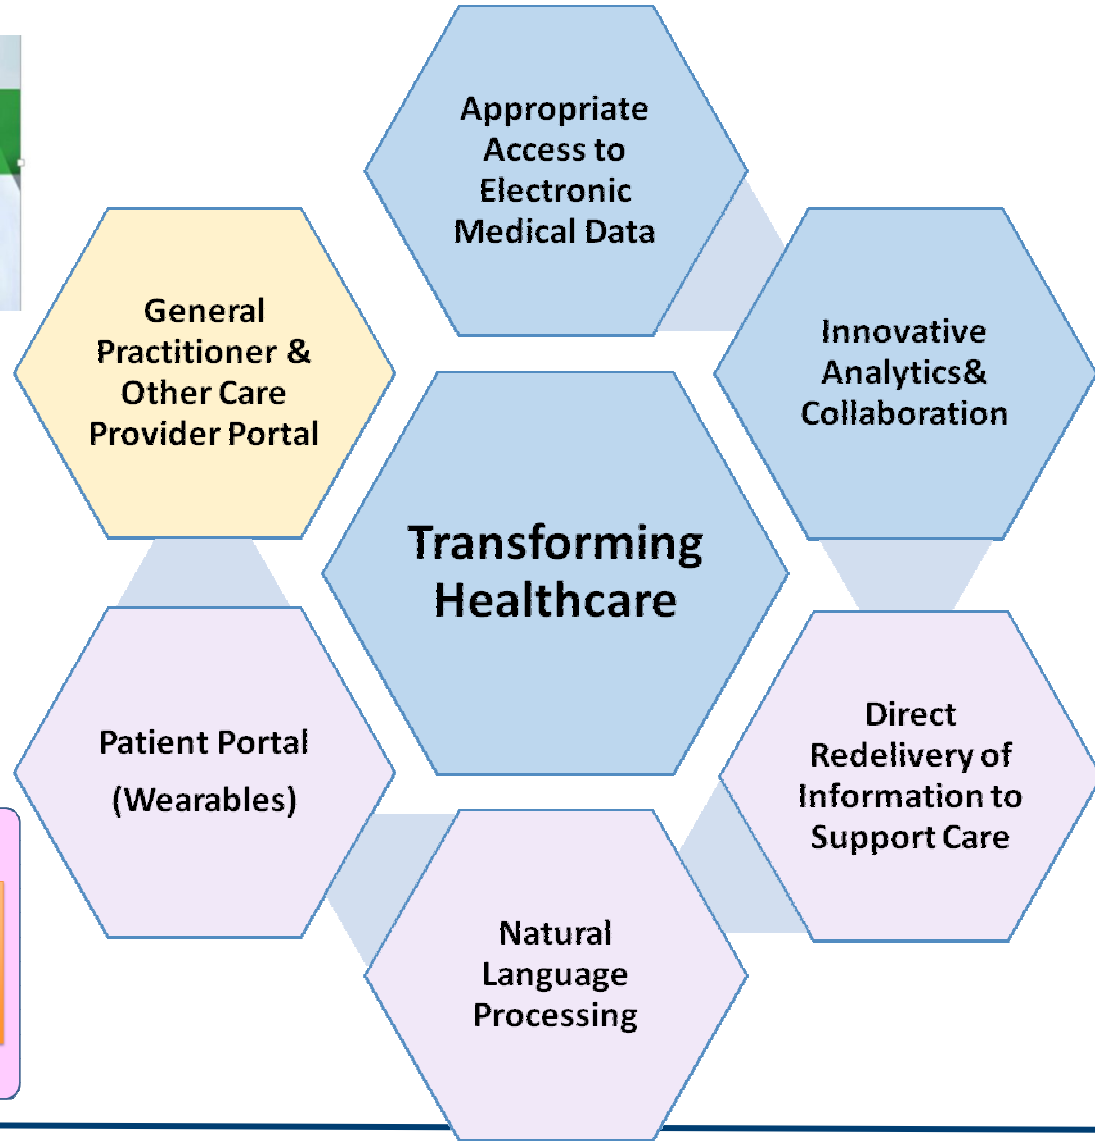 Appropriate
Access to
Electronic
Medical Data
General
Practitioner &
Other Care
Provider Portal
Innovative
Analytics&
Collaboration
Transforming
Healthcare
Patient Portal
(Wearables)
Direct
Redelivery of
Information to
Support Care
Natural
Language
Processing